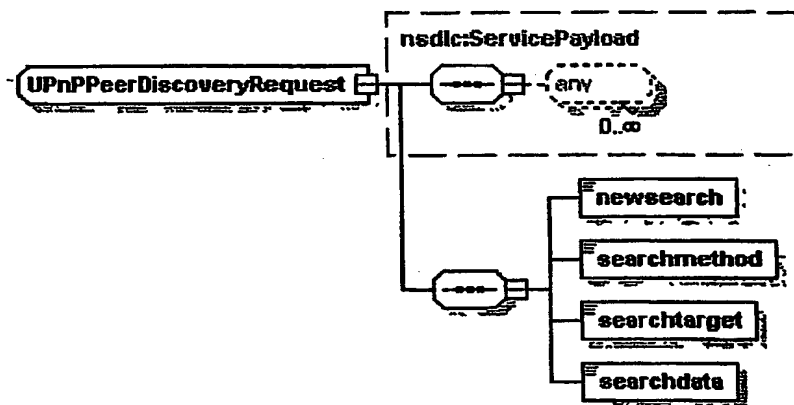 nsdlc:ServicePayload
UPnPPeerDiscoveryRequest
any
0..∞
newsearch
searchmethod
searchtarget
searchdata